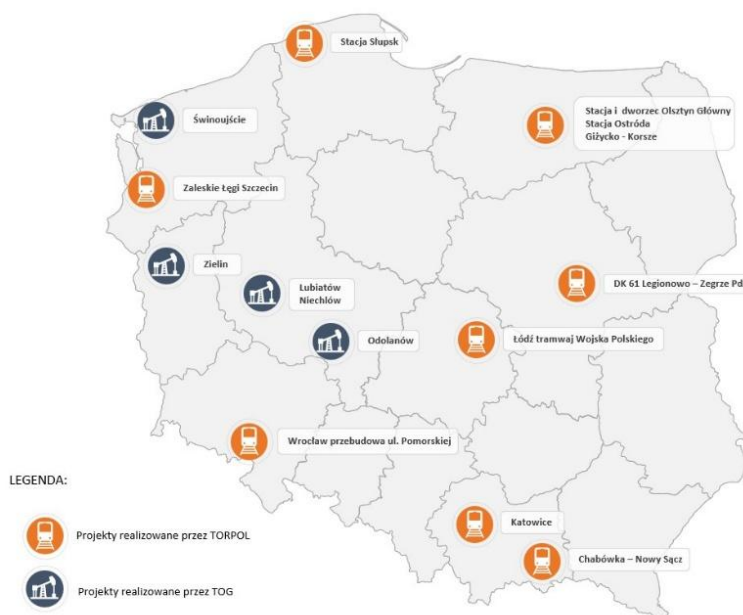 Stacja Słupsk
Świnoujście
Stacja i dworzec Olsztyn Główny
Stacja Ostróda
Giżycko - Korsze
Zaleskie Łęgi Szczecin
Zielin
Lubiatów
Niechlów
DK 61 Legionowo – Zegrze Pd
Odolanów
Łódź tramwaj Wojska Polskiego
Wrocław przebudowa ul. Pomorskiej
LEGENDA:
Katowice
Projekty realizowane przez TORPOL
Chabówka – Nowy Sącz
Projekty realizowane przez TOG